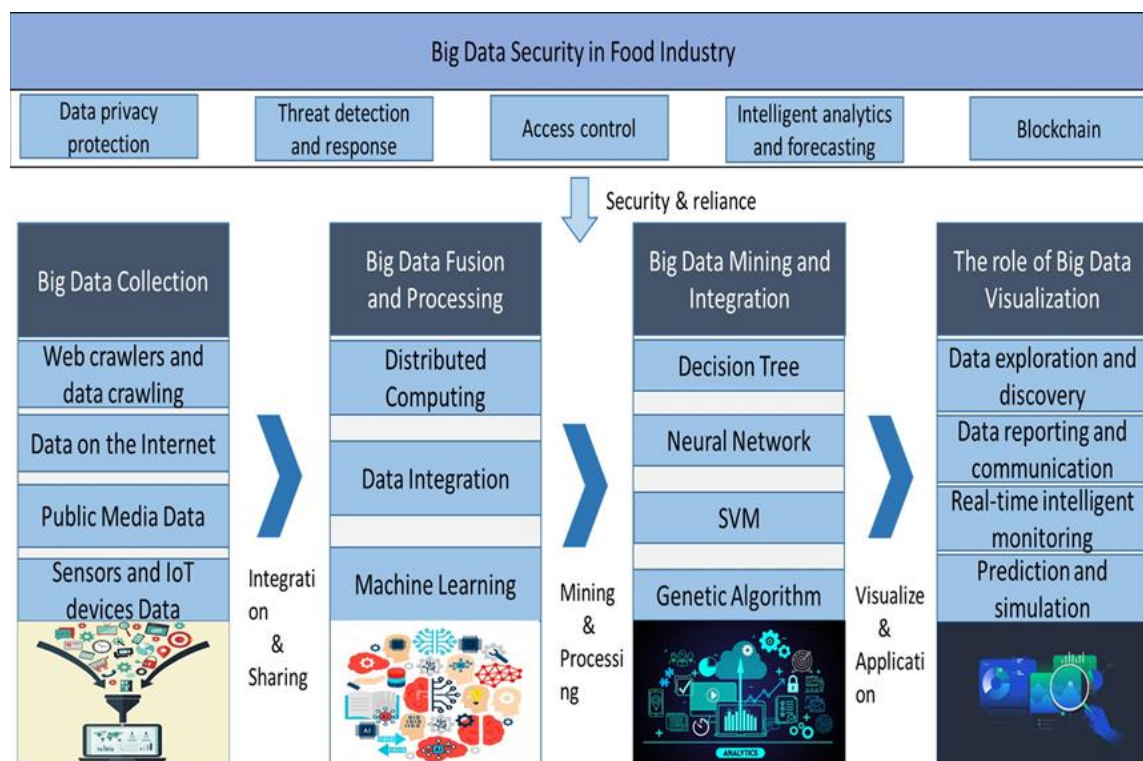 Big Data Security in Food Industry
Data privacy
protection
Threat detection
and response
Access control
Intelligent analytics
and forecasting
Blockchain
Security & reliance
Big Data Collection
Web crawlers and
data crawling
Data on the Internet
Public Media Data
Sensors and IoT
devices Data
Integrati
on
&
Sharing
Big Data Fusion
and Processing
Distributed
Computing
Data Integration
Machine Learning
Mining
&
Processi
ng
Big Data Mining and
Integration
Decision Tree
Neural Network
SVM
Genetic Algorithm
ANALYTICS
Visualize
&
Applicati
on
The role of Big Data
Visualization
Data exploration and
discovery
Data reporting and
communication
Real-time intelligent
monitoring
Prediction and
simulation